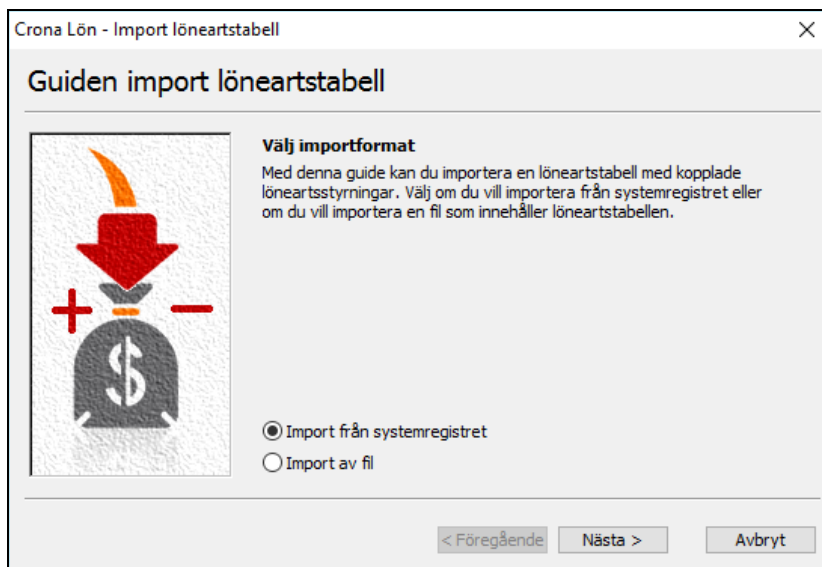 Crona Lön - Import löneartstabell
Guiden import löneartstabell
Välj importformat
Med denna guide kan du importera en löneartstabell med kopplade
löneartsstyrningar. Välj om du vill importera från systemregistret eller
om du vill importera en fil som innehåller löneartstabellen.
$
Import från systemregistret
Import av fil
< Föregående
Nästa >
Avbryt